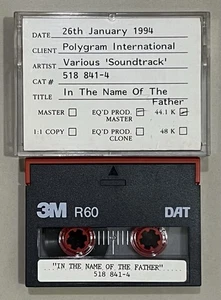 DATE 26th January 1994
CLIENT Polygram International
ARTIST Various 'Soundtrack'
CAT # 518 841-4
TITLE In The Name Of The
Father
MASTER EQ'D PROD. MASTER 44.1 K
1:1 COPY EQ'D PROD. CLONE 48 K
3M R60 DAT
"IN THE NAME OF THE FATHER"
518 841-4